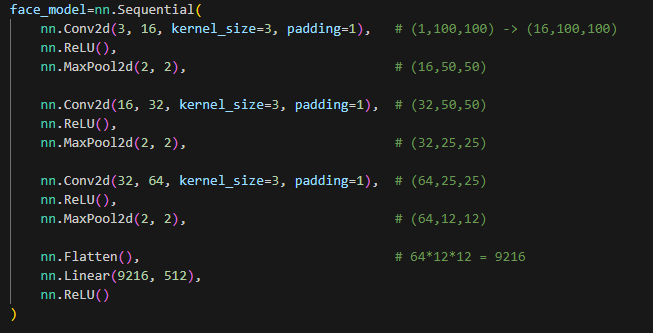 face_model=nn.Sequential(
    nn.Conv2d(3, 16, kernel_size=3, padding=1),   # (1,100,100) -> (16,100,100)
    nn.ReLU(),
    nn.MaxPool2d(2, 2),                          # (16,50,50)

    nn.Conv2d(16, 32, kernel_size=3, padding=1),  # (32,50,50)
    nn.ReLU(),
    nn.MaxPool2d(2, 2),                          # (32,25,25)

    nn.Conv2d(32, 64, kernel_size=3, padding=1),  # (64,25,25)
    nn.ReLU(),
    nn.MaxPool2d(2, 2),                          # (64,12,12)

    nn.Flatten(),                                # 64*12*12 = 9216
    nn.Linear(9216, 512),
    nn.ReLU()
)